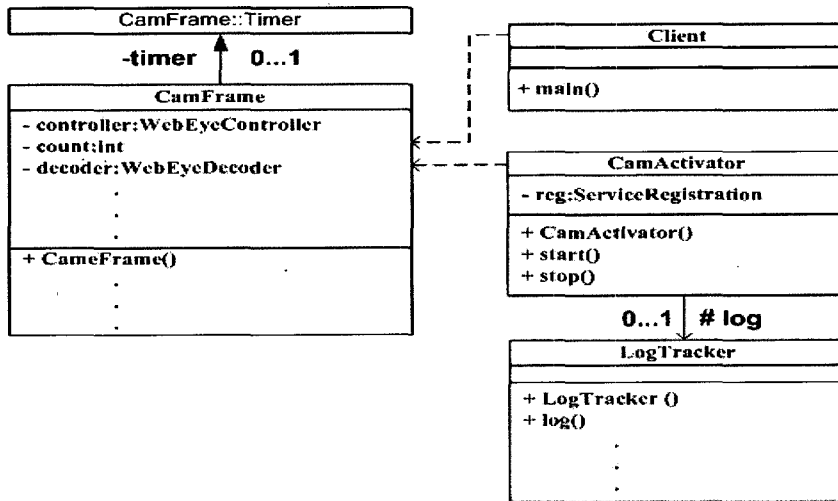 CamFrame::Timer
-timer 0...1
CamFrame
- controller:WebEyeController
- count:int
- decoder:WebEyeDecoder
.
.
.
+ CameFrame()
.
.
.
Client
+ main()
CamActivator
- reg:ServiceRegistration
+ CamActivator()
+ start()
+ stop()
0...1 # log
LogTracker
+ LogTracker ()
+ log()
.
.
.